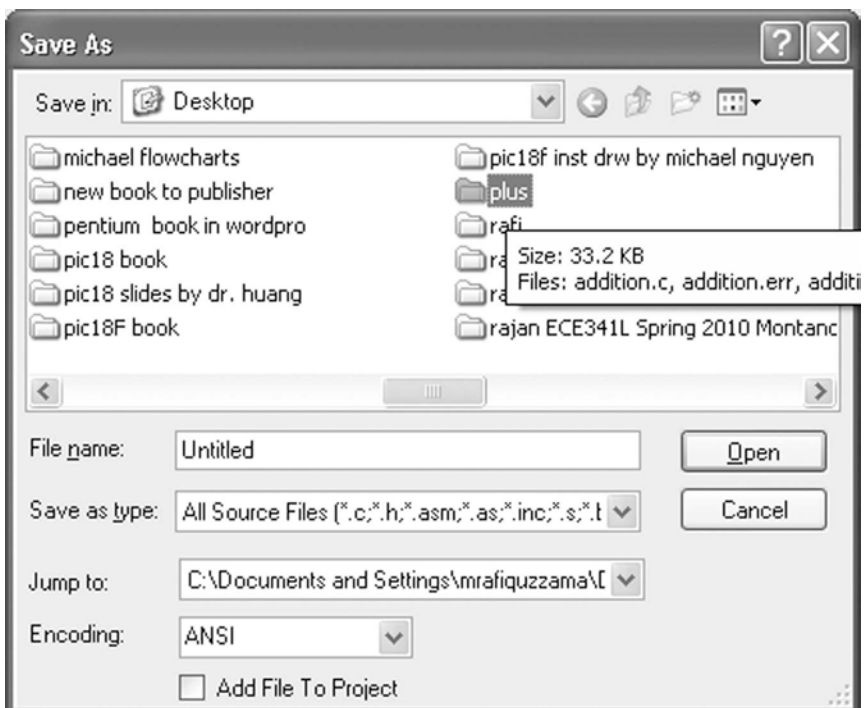 Save As
Save in: Desktop
michael flowcharts
new book to publisher
pentium book in wordpro
pic18 book
pic18 slides by dr. huang
pic18F book
pic18f inst drw by michael nguyen
plus
rafi
ra
ra
rajan ECE341L Spring 2010 Montanc
Size: 33.2 KB
Files: addition.c, addition.err, additi
File name: Untitled
Open
Save as type: All Source Files (*.c;*.h;*.asm;*.as;*.inc;*.s;*.t
Cancel
Jump to: C:\Documents and Settings\mrafiquzzama\D
Encoding: ANSI
Add File To Project